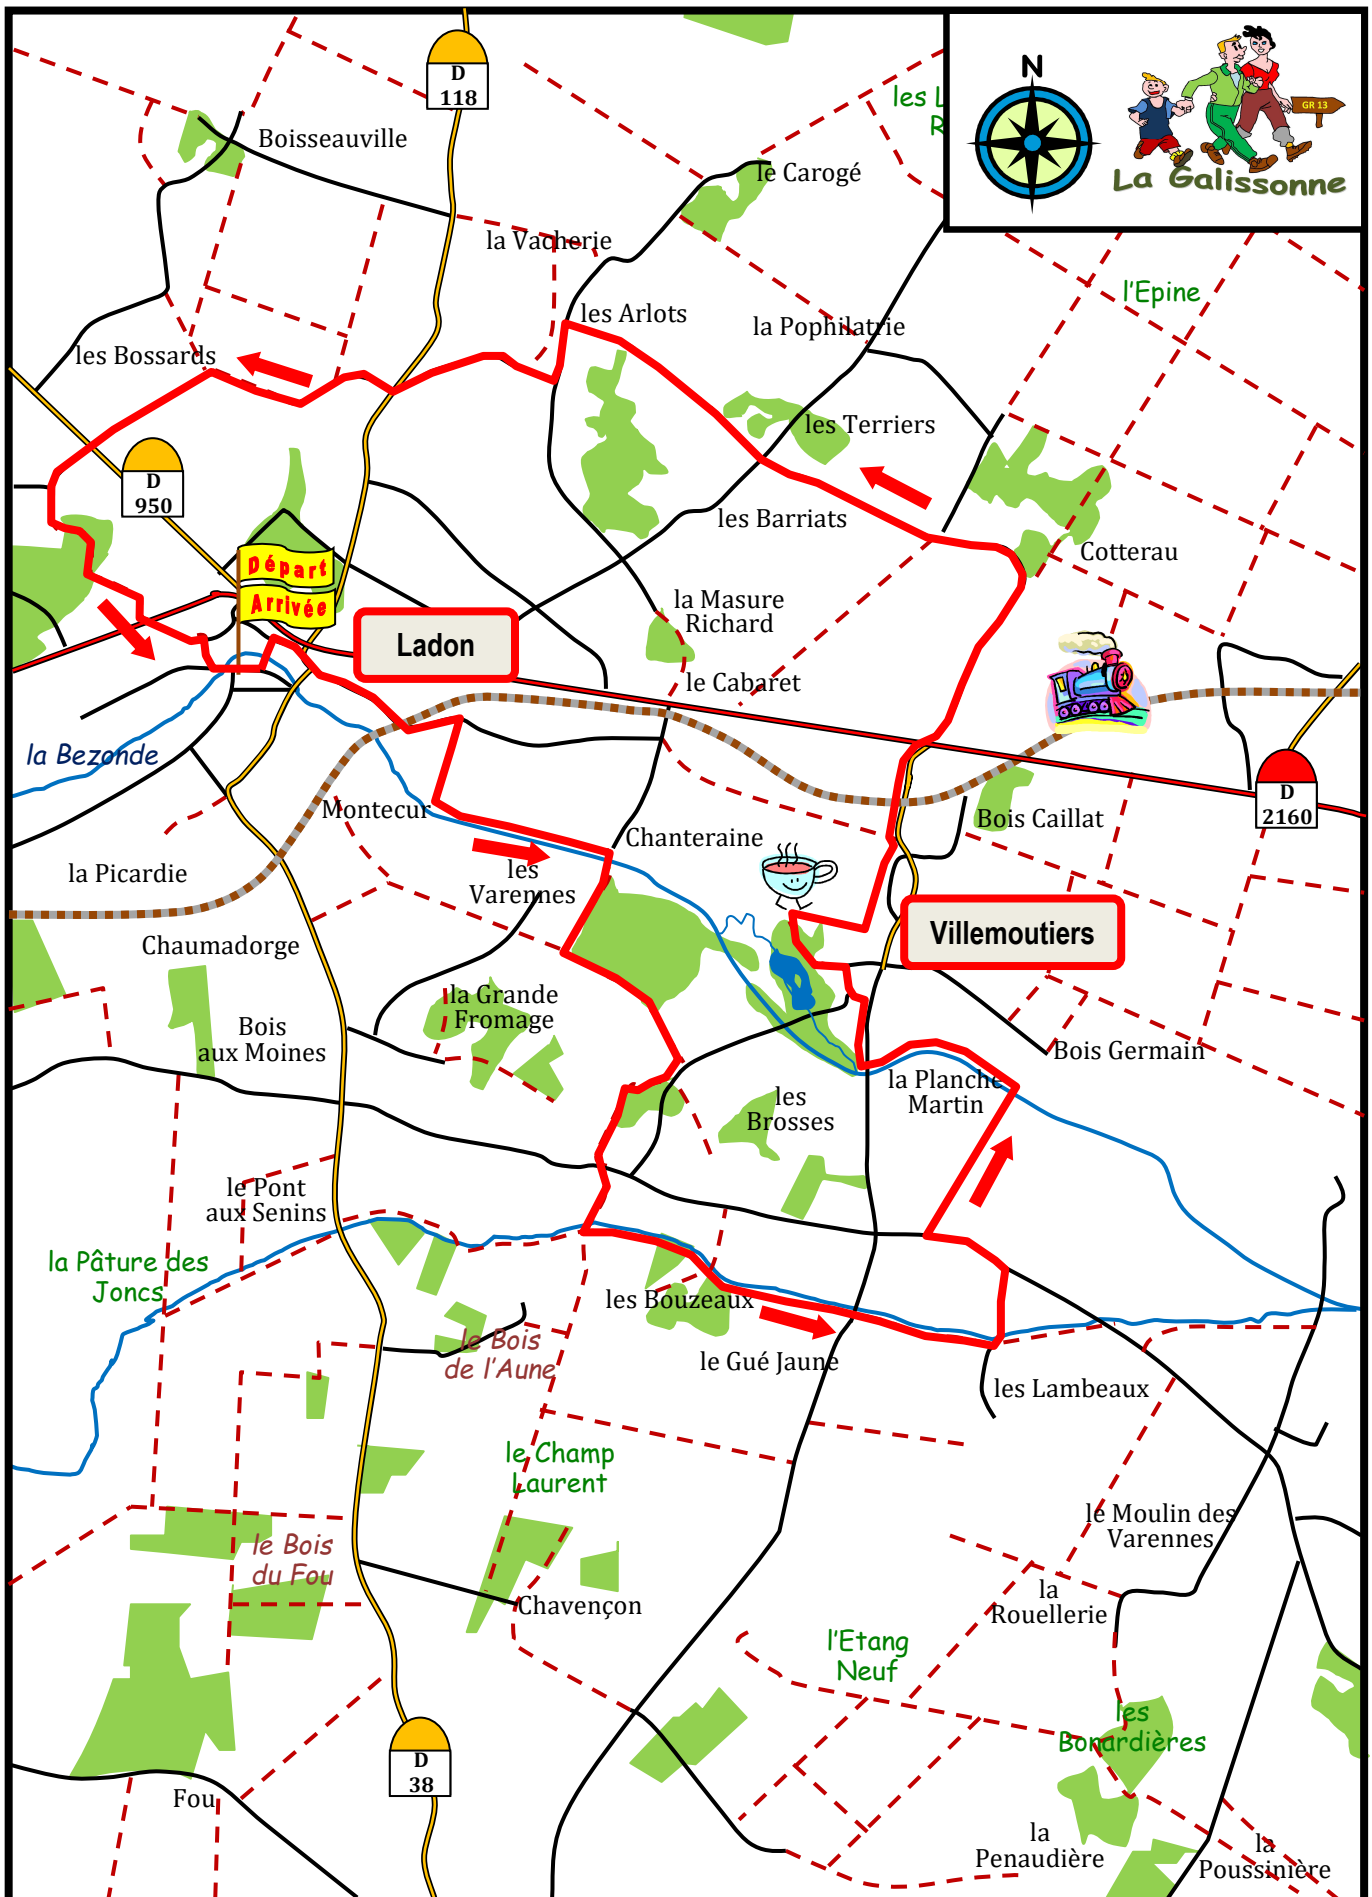 D
118
Boisseauville
les L
R
N
GR 13
La Galissonne
le Carogé
la Vacherie
l'Epine
les Arlots
la Pophilatrie
les Bossards
les Terriers
D
950
les Barriats
Cotterau
Départ
Arrivée
la Masure
Richard
Ladon
le Cabaret
la Bezonde
D
2160
Montecur
Bois Caillat
Chanteraine
la Picardie
les
Varennes
Villemoutiers
Chaumadorge
la Grande
Fromage
Bois
aux Moines
Bois Germain
la Planche
Martin
les
Brosses
le Pont
aux Senins
la Pâture des
Joncs
les Bouzeaux
le Bois
de l'Aune
le Gué Jaune
les Lambeaux
le Champ
Laurent
le Moulin des
Varennes
le Bois
du Fou
la
Rouellerie
Chavençon
l'Etang
Neuf
les
Bonardières
D
38
Fou
la
Penaudière
la
Poussinière